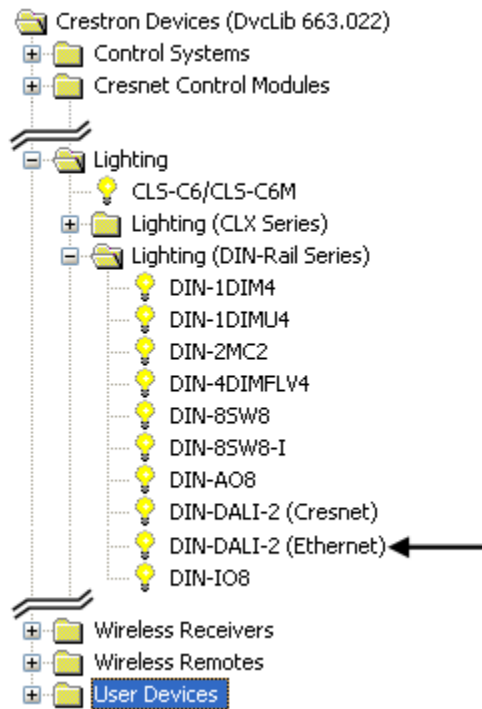 Crestron Devices (DvcLib 663.022)
Control Systems
Cresnet Control Modules
Lighting
CLS-C6/CLS-C6M
Lighting (CLX Series)
Lighting (DIN-Rail Series)
DIN-1DIM4
DIN-1DIMU4
DIN-2MC2
DIN-4DIMFLV4
DIN-8SW8
DIN-8SW8-I
DIN-AO8
DIN-DALI-2 (Cresnet)
DIN-DALI-2 (Ethernet)
DIN-IO8
Wireless Receivers
Wireless Remotes
User Devices